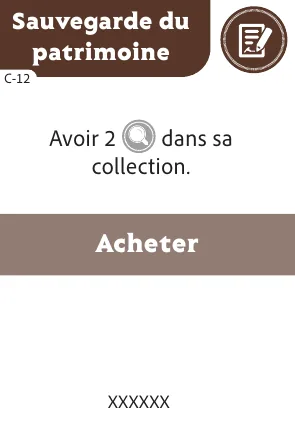 Sauvegarde du
patrimoine
C-12
Avoir 2 dans sa
collection.
Acheter
XXXXXX